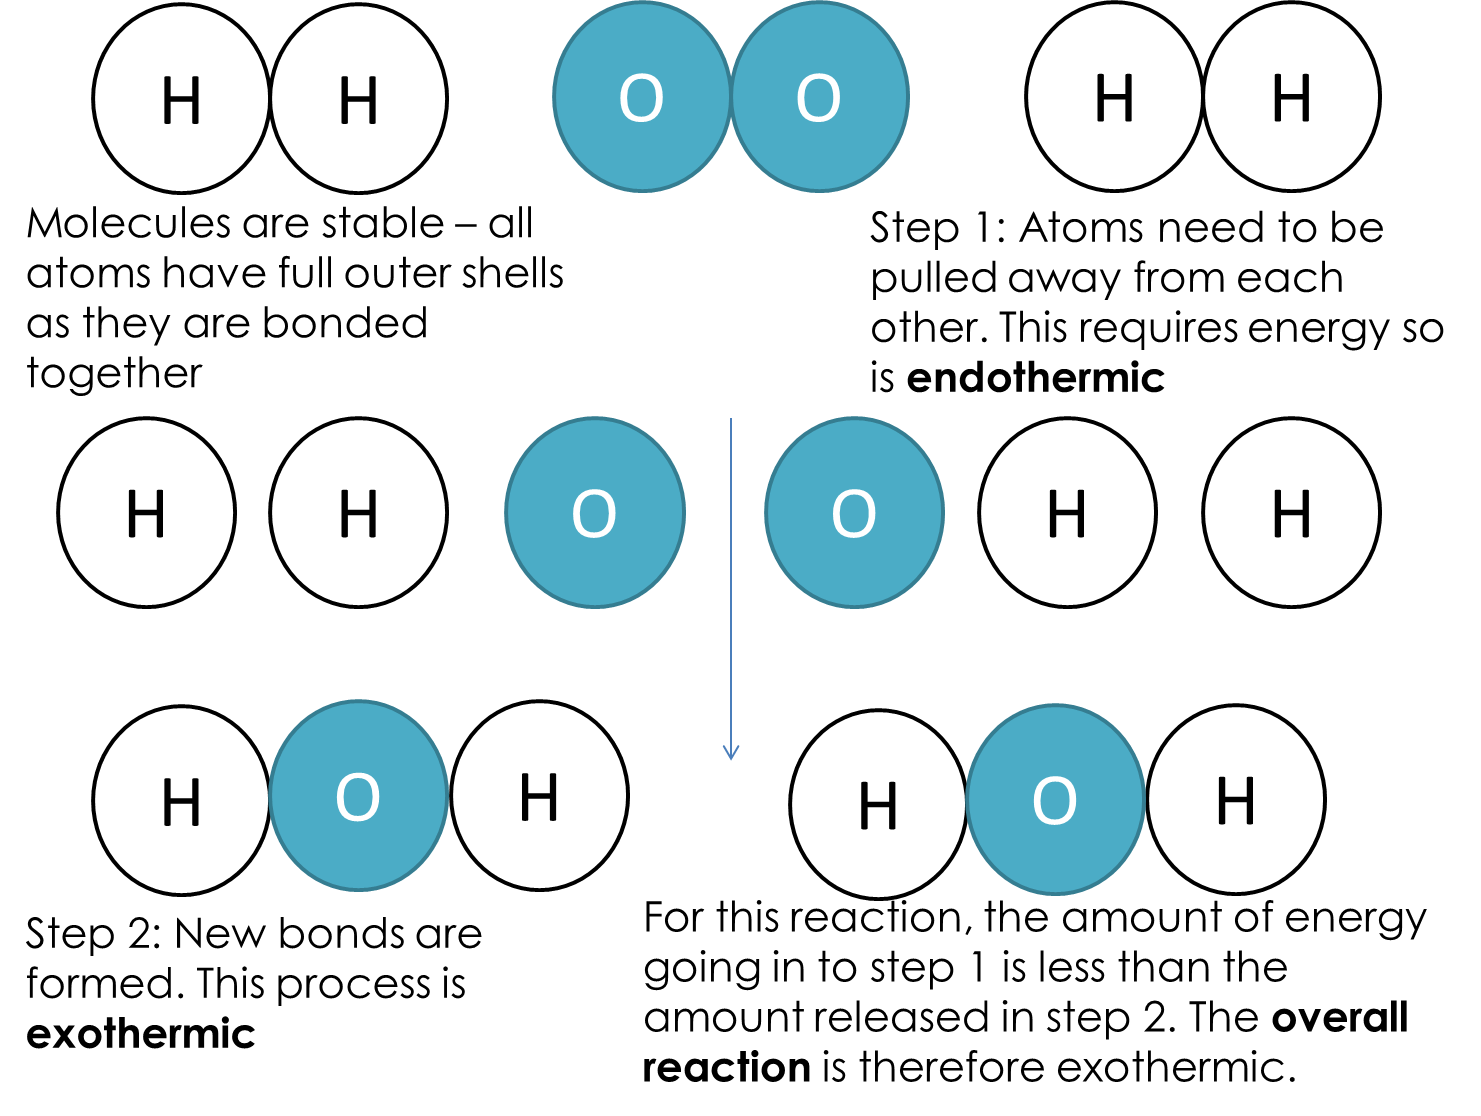 H H O O H H
Molecules are stable – all
atoms have full outer shells
as they are bonded
together
Step 1: Atoms need to be
pulled away from each
other. This requires energy so
is endothermic
H H O O H H
H O H H O H
Step 2: New bonds are
formed. This process is
exothermic
For this reaction, the amount of energy
going in to step 1 is less than the
amount released in step 2. The overall
reaction is therefore exothermic.